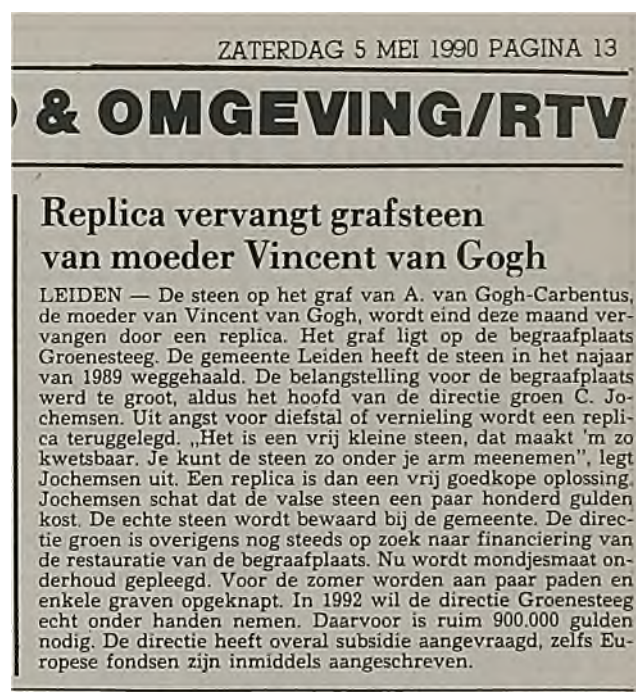 ZATERDAG 5 MEI 1990 PAGINA 13
& OMGEVING/RTV
Replica vervangt grafsteen
van moeder Vincent van Gogh
LEIDEN — De steen op het graf van A. van Gogh-Carbentus,
de moeder van Vincent van Gogh, wordt eind deze maand ver-
vangen door een replica. Het graf ligt op de begraafplaats
Groenesteeg. De gemeente Leiden heeft de steen in het najaar
van 1989 weggehaald. De belangstelling voor de begraafplaats
werd te groot, aldus het hoofd van de directie groen C. Jo-
chemsen. Uit angst voor diefstal of vernieling wordt een repli-
ca teruggelegd. „Het is een vrij kleine steen, dat maakt 'm zo
kwetsbaar. Je kunt de steen zo onder je arm meenemen”, legt
Jochemsen uit. Een replica is dan een vrij goedkope oplossing.
Jochemsen schat dat de valse steen een paar honderd gulden
kost. De echte steen wordt bewaard bij de gemeente. De direc-
tie groen is overigens nog steeds op zoek naar financiering van
de restauratie van de begraafplaats. Nu wordt mondjesmaat on-
derhoud gepleegd. Voor de zomer worden aan paar paden en
enkele graven opgeknapt. In 1992 wil de directie Groenesteeg
echt onder handen nemen. Daarvoor is ruim 900.000 gulden
nodig. De directie heeft overal subsidie aangevraagd, zelfs Eu-
ropese fondsen zijn inmiddels aangeschreven.